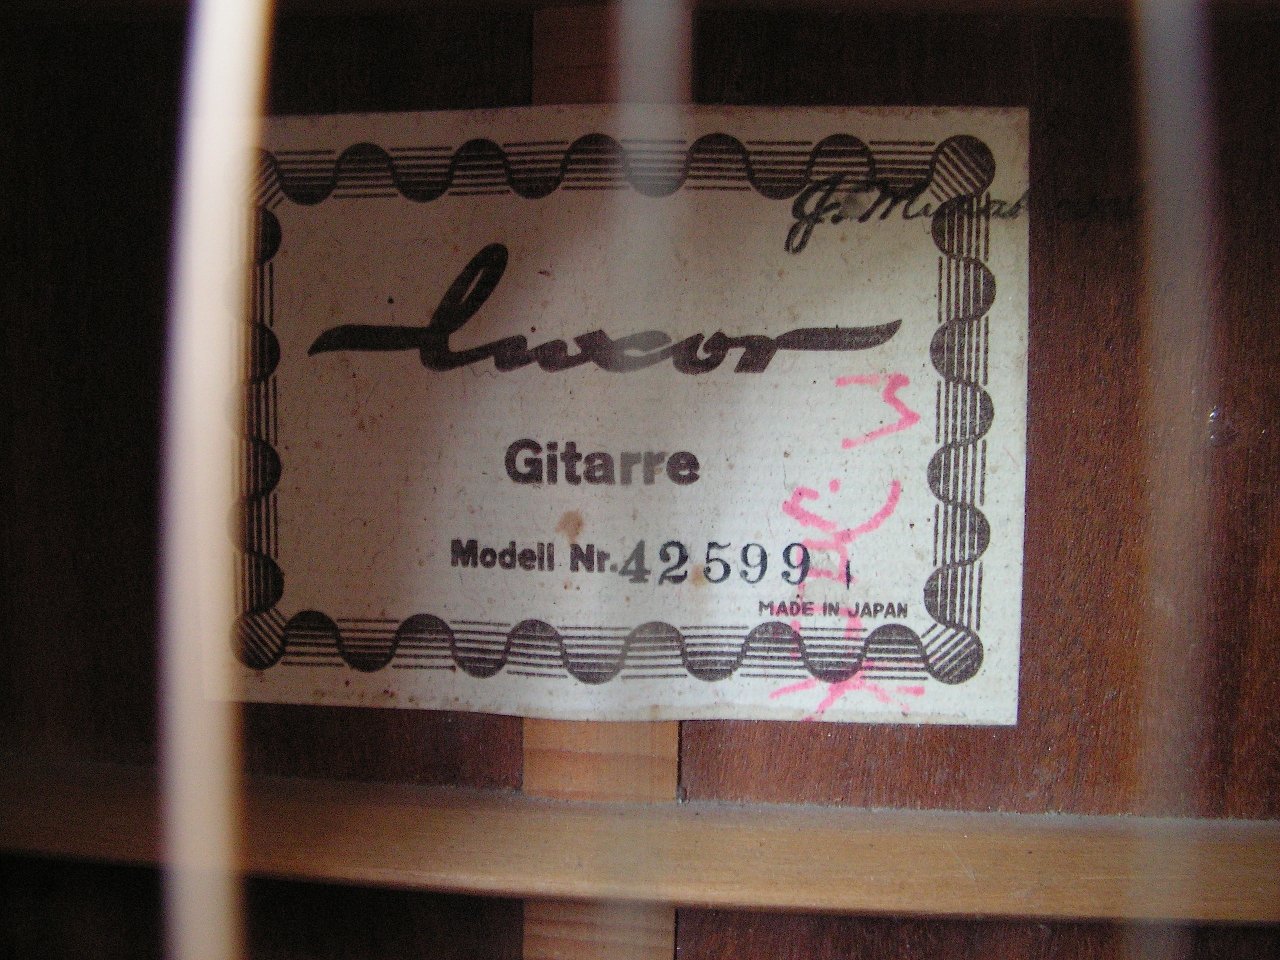 Luxor
Gitarre
Modell Nr. 42599
MADE IN JAPAN